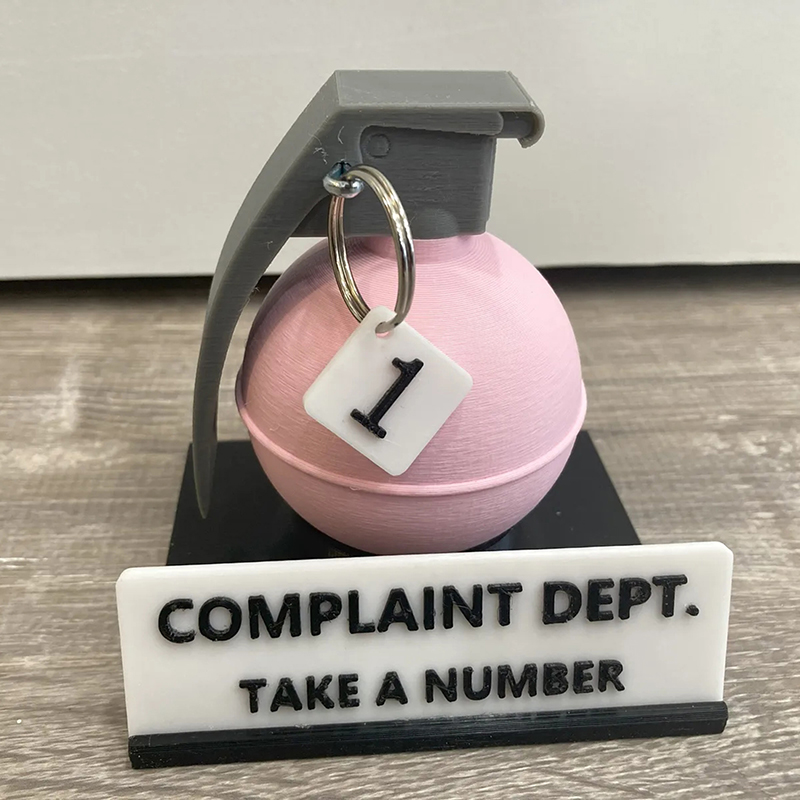 1
COMPLAINT DEPT.
TAKE A NUMBER